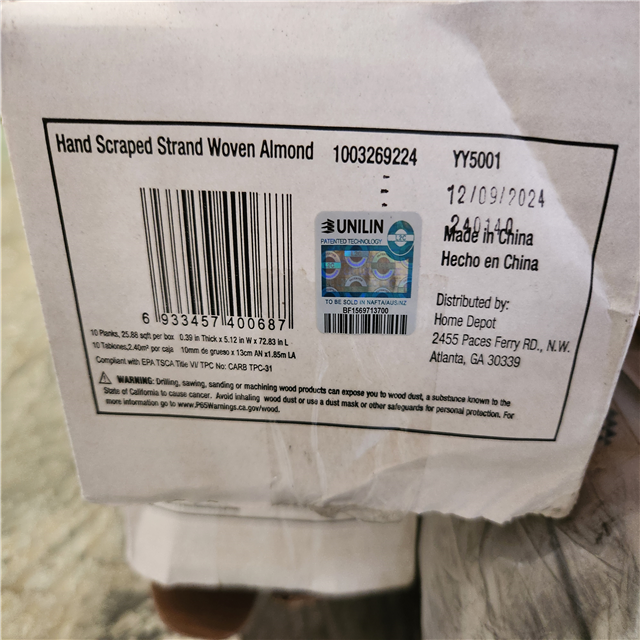 Hand Scraped Strand Woven Almond 1003269224 YY5001
12/09/2024
240140
Made in China
Hecho en China
UNILIN
PATENTED TECHNOLOGY
TO BE SOLD IN NAFTA/AUS-NZ
BF1569713700
6 933457 400687
Distributed by:
Home Depot
2455 Paces Ferry RD., N.W.
Atlanta, GA 30339
10 Planks, 25.88 sqft per box 0.39 in Thick x 5.12 in W x 72.83 in L
10 Tablones, 2.40m² por caja 10mm de grueso x 13cm AN x1.85m LA
Compliant with EPA TSCA Title VI/ TPC No: CARB TPC-31
WARNING: Drilling, sawing, sanding or machining wood products can expose you to wood dust, a substance known to the
State of California to cause cancer. Avoid inhaling wood dust or use a dust mask or other safeguards for personal protection. For
more information go to www.P65Warnings.ca.gov/wood.